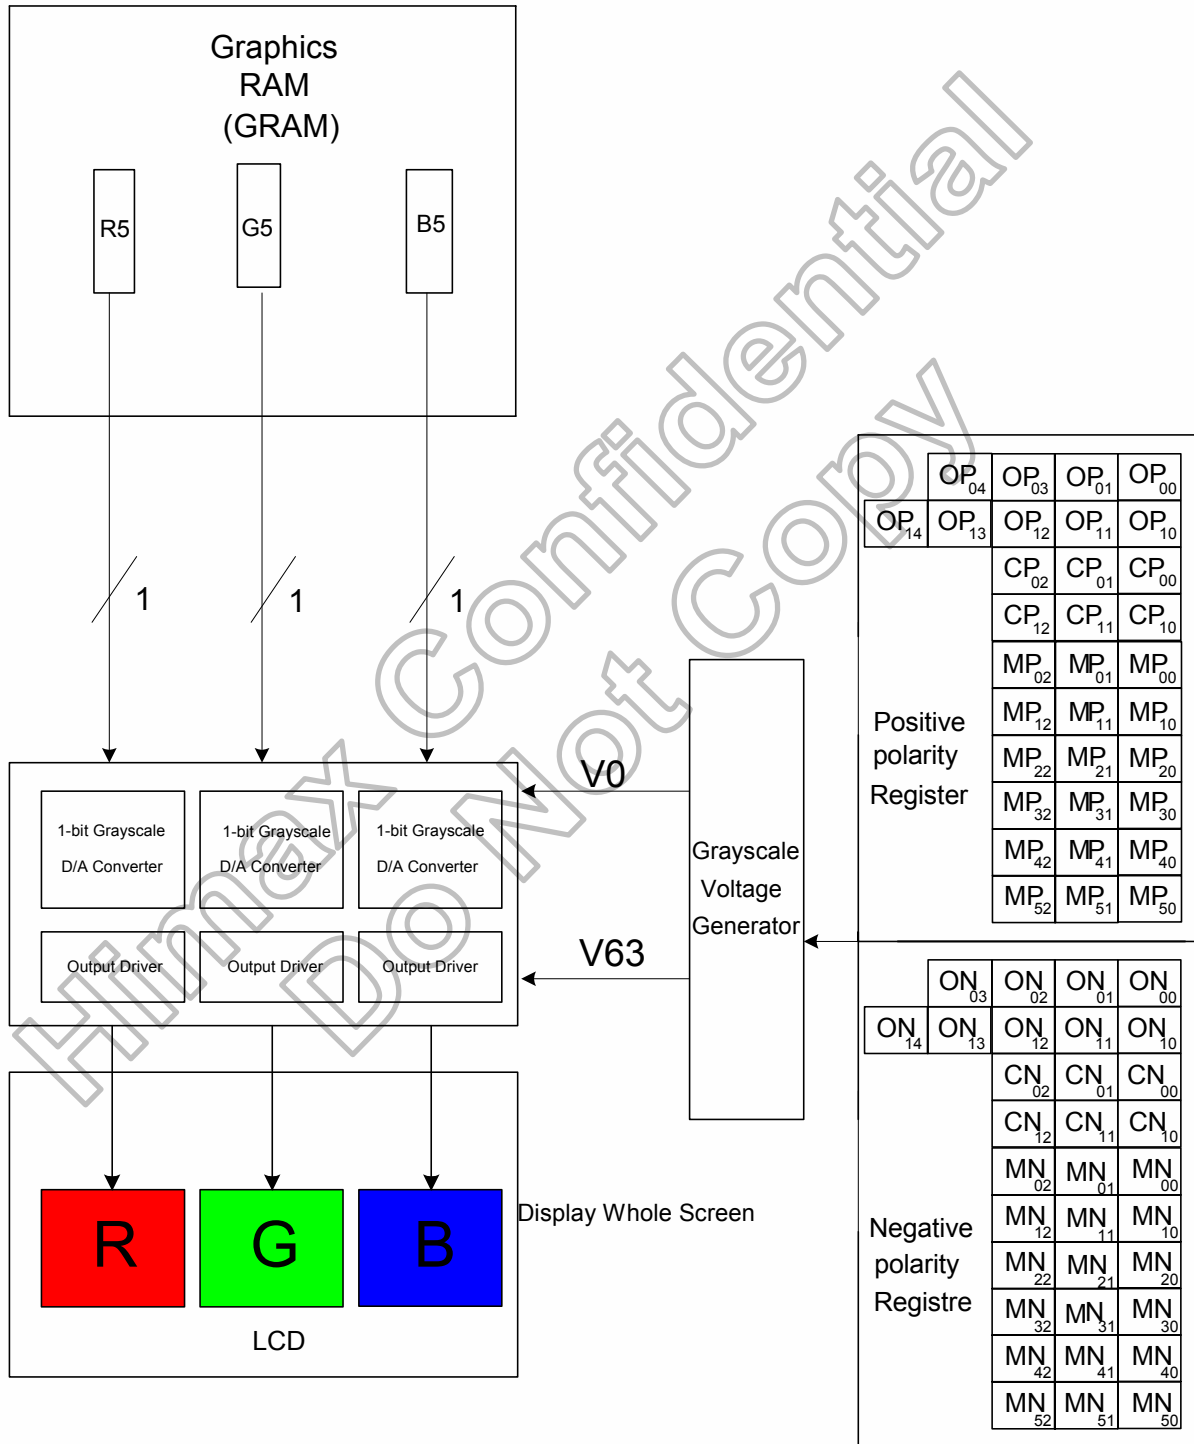 Graphics
RAM
(GRAM)
R5 G5 B5
1 1 1
V0
1-bit Grayscale
D/A Converter
1-bit Grayscale
D/A Converter
1-bit Grayscale
D/A Converter
Output Driver
Output Driver
Output Driver
V63
Grayscale
Voltage
Generator
R G B
Display Whole Screen
LCD
OP04 OP03 OP01 OP00
OP14 OP13 OP12 OP11 OP10
CP02 CP01 CP00
CP12 CP11 CP10
MP02 MP01 MP00
MP12 MP11 MP10
MP22 MP21 MP20
MP32 MP31 MP30
MP42 MP41 MP40
MP52 MP51 MP50
Positive
polarity
Register
ON03 ON02 ON01 ON00
ON14 ON13 ON12 ON11 ON10
CN02 CN01 CN00
CN12 CN11 CN10
MN02 MN01 MN00
MN12 MN11 MN10
MN22 MN21 MN20
MN32 MN31 MN30
MN42 MN41 MN40
MN52 MN51 MN50
Negative
polarity
Registre
Himax Confidential
Do Not Copy